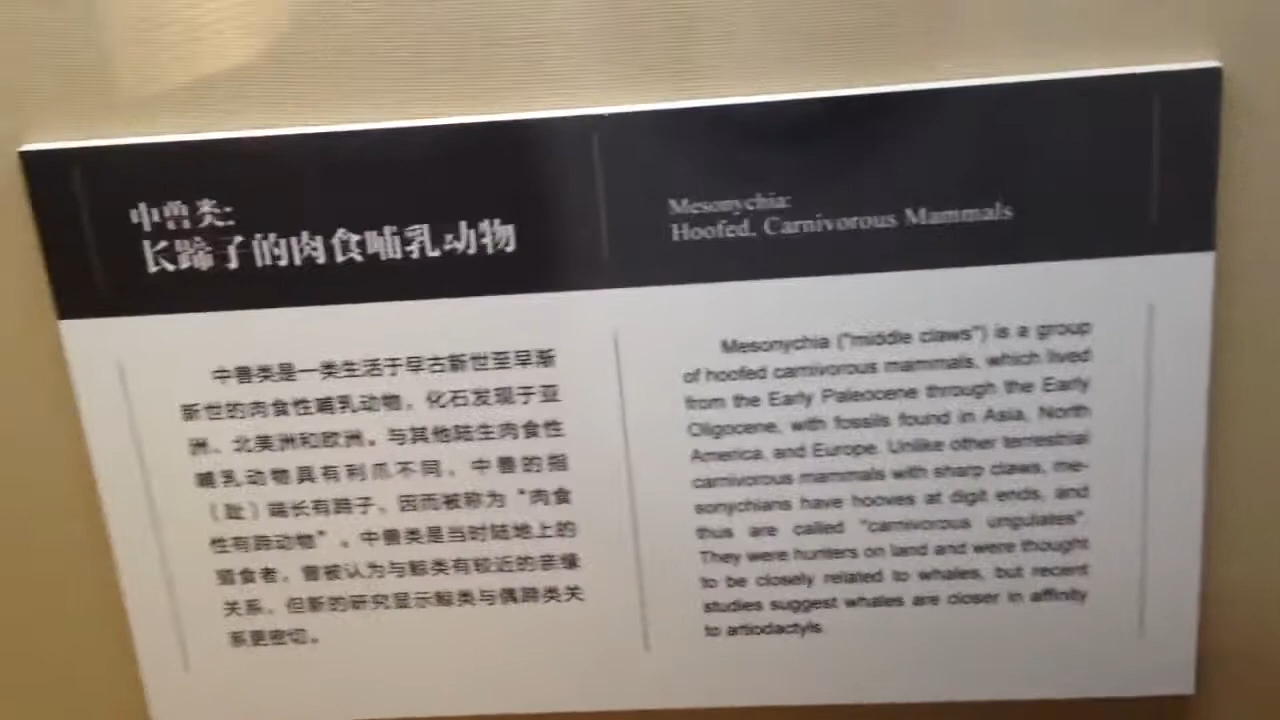 中兽类:
长蹄子的肉食哺乳动物
Mesonychia:
Hoofed, Carnivorous Mammals
中兽类是一类生活于早古新世至早渐
新世的肉食性哺乳动物，化石发现于亚
洲、北美洲和欧洲。与其他陆生肉食性
哺乳动物具有利爪不同，中兽的指
（趾）端长有蹄子，因而被称为“肉食
性有蹄动物”。中兽类是当时陆地上的
猎食者，曾被认为与鲸类有较近的亲缘
关系，但新的研究显示鲸类与偶蹄类关
系更密切。
Mesonychia ("middle claws") is a group
of hoofed carnivorous mammals, which lived
from the Early Paleocene through the Early
Oligocene, with fossils found in Asia, North
America, and Europe. Unlike other terrestrial
carnivorous mammals with sharp claws, me-
sonychians have hooves at digit ends, and
thus are called "carnivorous ungulates".
They were hunters on land and were thought
to be closely related to whales, but recent
studies suggest whales are closer in affinity
to artiodactyls.